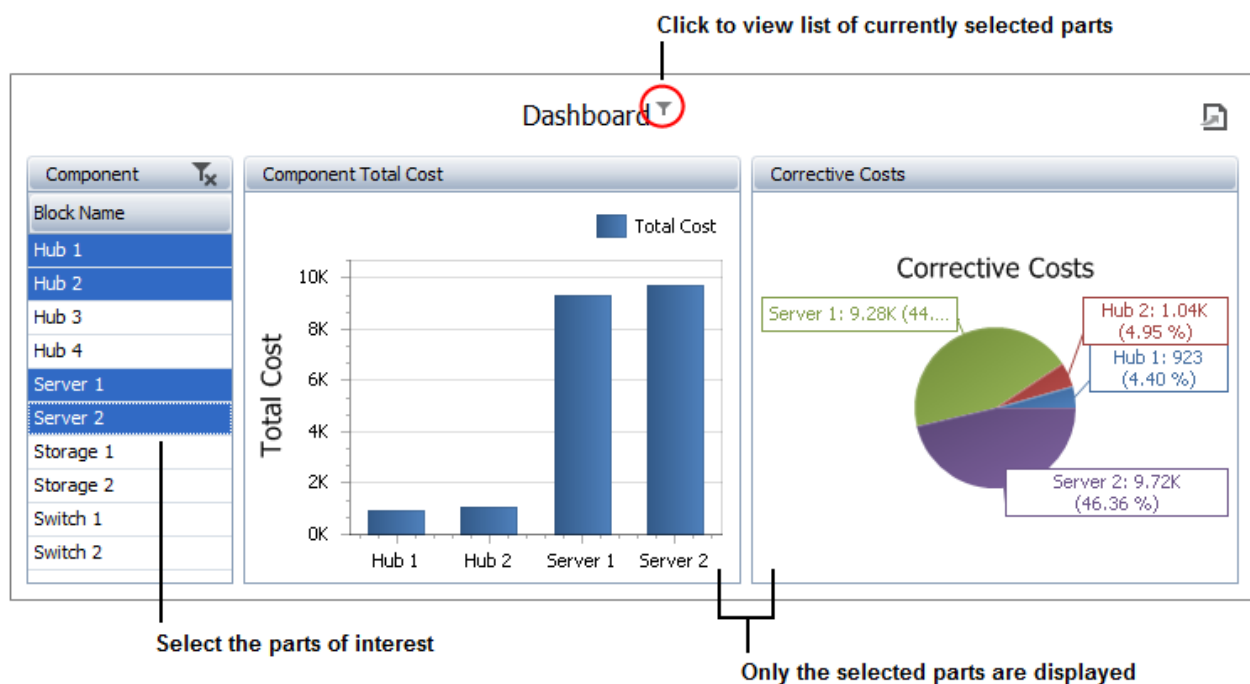 Click to view list of currently selected parts
Dashboard
Component
Component Total Cost
Corrective Costs
Block Name
Hub 1
Hub 2
Hub 3
Hub 4
Server 1
Server 2
Storage 1
Storage 2
Switch 1
Switch 2
Total Cost
Total Cost
10K
8K
6K
4K
2K
0K
Hub 1
Hub 2
Server 1
Server 2
Corrective Costs
Server 1: 9.28K (44....
Hub 2: 1.04K
(4.95 %)
Hub 1: 923
(4.40 %)
Server 2: 9.72K
(46.36 %)
Select the parts of interest
Only the selected parts are displayed